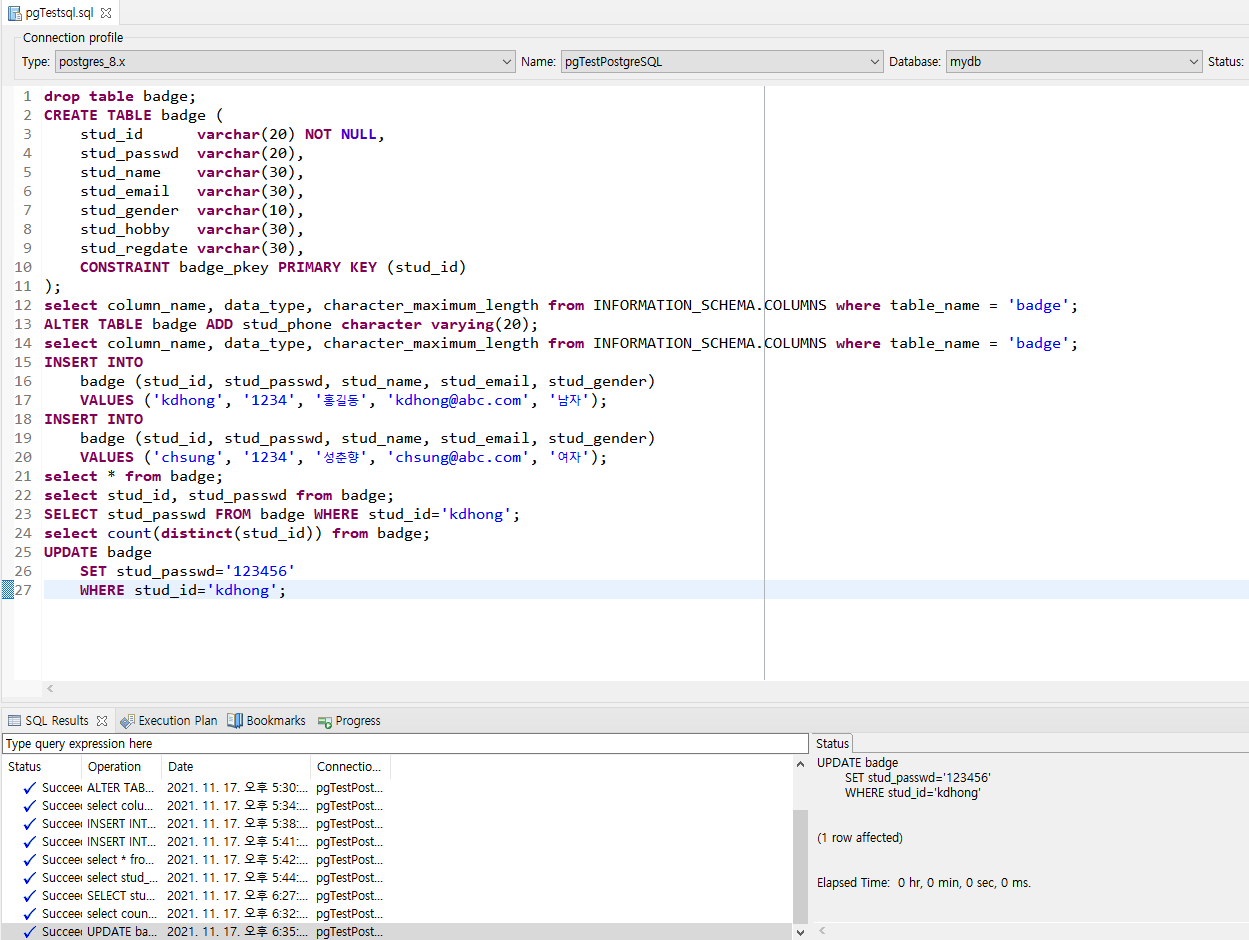 pgTestsql.sql
Connection profile
Type: postgres_8.x Name: pgTestPostgreSQL Database: mydb Status:
1 drop table badge;
2 CREATE TABLE badge (
3 stud_id varchar(20) NOT NULL,
4 stud_passwd varchar(20),
5 stud_name varchar(30),
6 stud_email varchar(30),
7 stud_gender varchar(10),
8 stud_hobby varchar(30),
9 stud_regdate varchar(30),
10 CONSTRAINT badge_pkey PRIMARY KEY (stud_id)
11 );
12 select column_name, data_type, character_maximum_length from INFORMATION_SCHEMA.COLUMNS where table_name = 'badge';
13 ALTER TABLE badge ADD stud_phone character varying(20);
14 select column_name, data_type, character_maximum_length from INFORMATION_SCHEMA.COLUMNS where table_name = 'badge';
15 INSERT INTO
16 badge (stud_id, stud_passwd, stud_name, stud_email, stud_gender)
17 VALUES ('kdhong', '1234', '홍길동', 'kdhong@abc.com', '남자');
18 INSERT INTO
19 badge (stud_id, stud_passwd, stud_name, stud_email, stud_gender)
20 VALUES ('chsung', '1234', '성춘향', 'chsung@abc.com', '여자');
21 select * from badge;
22 select stud_id, stud_passwd from badge;
23 SELECT stud_passwd FROM badge WHERE stud_id='kdhong';
24 select count(distinct(stud_id)) from badge;
25 UPDATE badge
26 SET stud_passwd='123456'
27 WHERE stud_id='kdhong';
SQL Results Execution Plan Bookmarks Progress
Type query expression here
Status Operation Date Connectio...
Succee ALTER TAB... 2021. 11. 17. 오후 5:30:... pgTestPost...
Succee select colu... 2021. 11. 17. 오후 5:34:... pgTestPost...
Succee INSERT INT... 2021. 11. 17. 오후 5:38:... pgTestPost...
Succee INSERT INT... 2021. 11. 17. 오후 5:41:... pgTestPost...
Succee select * fro... 2021. 11. 17. 오후 5:42:... pgTestPost...
Succee select stud_... 2021. 11. 17. 오후 5:44:... pgTestPost...
Succee SELECT stu... 2021. 11. 17. 오후 6:27:... pgTestPost...
Succee select coun... 2021. 11. 17. 오후 6:32:... pgTestPost...
Succee UPDATE ba... 2021. 11. 17. 오후 6:35:... pgTestPost...
Status
UPDATE badge
SET stud_passwd='123456'
WHERE stud_id='kdhong'
(1 row affected)
Elapsed Time: 0 hr, 0 min, 0 sec, 0 ms.